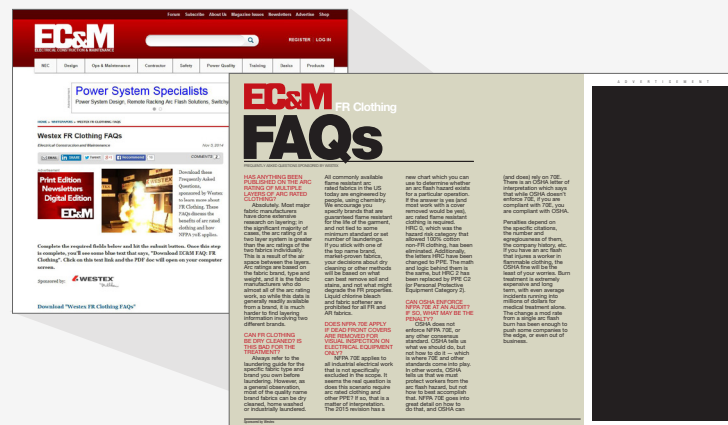 Forum Subscribe About Us Magazine Issues Newsletters Advertise Shop
EC&M
ELECTRICAL CONSTRUCTION & MAINTENANCE
REGISTER LOG IN
NEC Design Ops & Maintenance Contractor Safety Power Quality Training Basics Products
Power System Specialists
Power System Design, Remote Racking Arc Flash Solutions, Switchg
HOME > WHITEPAPERS > WESTEX FR CLOTHING FAQS
Westex FR Clothing FAQs
Electrical Construction and Maintenance
Nov 5, 2014
COMMENTS
Print Edition
Newsletters
Digital Edition
EC&M
WESTEX
Download these
Frequently Asked
Questions,
sponsored by Westex,
to learn more about
FR Clothing. These
FAQs discuss the
benefits of arc rated
clothing and how
NFPA 70E applies.
Complete the required fields below and hit the submit button. Once this step
is complete, you'll see some blue text that says, "Download EC&M FAQ: FR
Clothing". Click on this text link and the PDF doc will open on your computer
screen.
Sponsored by: WESTEX
Download "Westex FR Clothing FAQs"
EC&M FR Clothing
FAQs
FREQUENTLY ASKED QUESTIONS SPONSORED BY WESTEX
HAS ANYTHING BEEN
PUBLISHED ON THE ARC
RATING OF MULTIPLE
LAYERS OF ARC RATED
CLOTHING?
Absolutely. Most major
fabric manufacturers
have done extensive
research on layering; in
the significant majority of
cases, the arc rating of a
two layer system is greater
than the arc ratings of the
two fabrics individually.
This is a result of the air
space between the layers.
Arc ratings are based on
the fabric brand, type and
weight, and it is the fabric
manufacturers who do
almost all of the arc rating
work, so while this data is
generally readily available
from a brand, it is much
harder to find layering
information involving two
different brands.
CAN FR CLOTHING
BE DRY CLEANED? IS
THIS BAD FOR THE
TREATMENT?
Always refer to the
laundering guide for the
specific fabric type and
brand you own before
laundering. However, as
a general observation,
most of the quality name
brand fabrics can be dry
cleaned, home washed
or industrially laundered.
All commonly available
flame resistant arc
rated fabrics in the US
today are engineered by
people, using chemistry.
We encourage you
specify brands that are
guaranteed flame resistant
for the life of the garment,
and not tied to some
minimum standard or set
number of launderings.
If you stick with one of
the top name brand,
market-proven fabrics,
your decisions about dry
cleaning or other methods
will be based on what
can best remove soil and
stains, and not what might
degrade the FR properties.
Liquid chlorine bleach
and fabric softener are
prohibited for all FR and
AR fabrics.
DOES NFPA 70E APPLY
IF DEAD FRONT COVERS
ARE REMOVED FOR
VISUAL INSPECTION ON
ELECTRICAL EQUIPMENT
ONLY?
NFPA 70E applies to
all industrial electrical work
that is not specifically
excluded in the scope. It
seems the real question is
does this scenario require
arc rated clothing and
other PPE? If so, that is a
matter of interpretation.
The 2015 revision has a
new chart which you can
use to determine whether
an arc flash hazard exists
for a particular operation.
If the answer is yes (and
most work with a cover
removed would be yes),
arc rated flame resistant
clothing is required.
HRC 0, which was the
hazard risk category that
allowed 100% cotton
non-FR clothing, has been
eliminated. Additionally,
the letters HRC have been
changed to PPE. The math
and logic behind them is
the same, but HRC 2 has
been replaced by PPE C2
(or Personal Protective
Equipment Category 2).
CAN OSHA ENFORCE
NFPA 70E AT AN AUDIT?
IF SO, WHAT MAY BE THE
PENALTY?
OSHA does not
enforce NFPA 70E, or
any other consensus
standard. OSHA tells us
what we should do, but
not how to do it — which
is where 70E and other
standards come into play.
In other words, OSHA
tells us that we must
protect workers from the
arc flash hazard, but not
how to best accomplish
that. NFPA 70E goes into
great detail on how to
do that, and OSHA can
(and does) rely on 70E.
There is an OSHA letter
of interpretation which says
that while OSHA doesn't
enforce 70E, if you are
compliant with 70E, you
are compliant with OSHA.
Penalties depend on
the specific citations,
the number and
egregiousness of them,
the company history, etc.
If you have an arc flash
that injures a worker in
flammable clothing, the
OSHA fine will be the
least of your worries. Burn
treatment is extremely
expensive and long
term, with even average
incidents running into
millions of dollars for
medical treatment alone.
The change a mod rate
from a single arc flash
burn has been enough to
push some companies to
the edge, or even out of
business.
Sponsored by Westex
ADVERTISEMENT